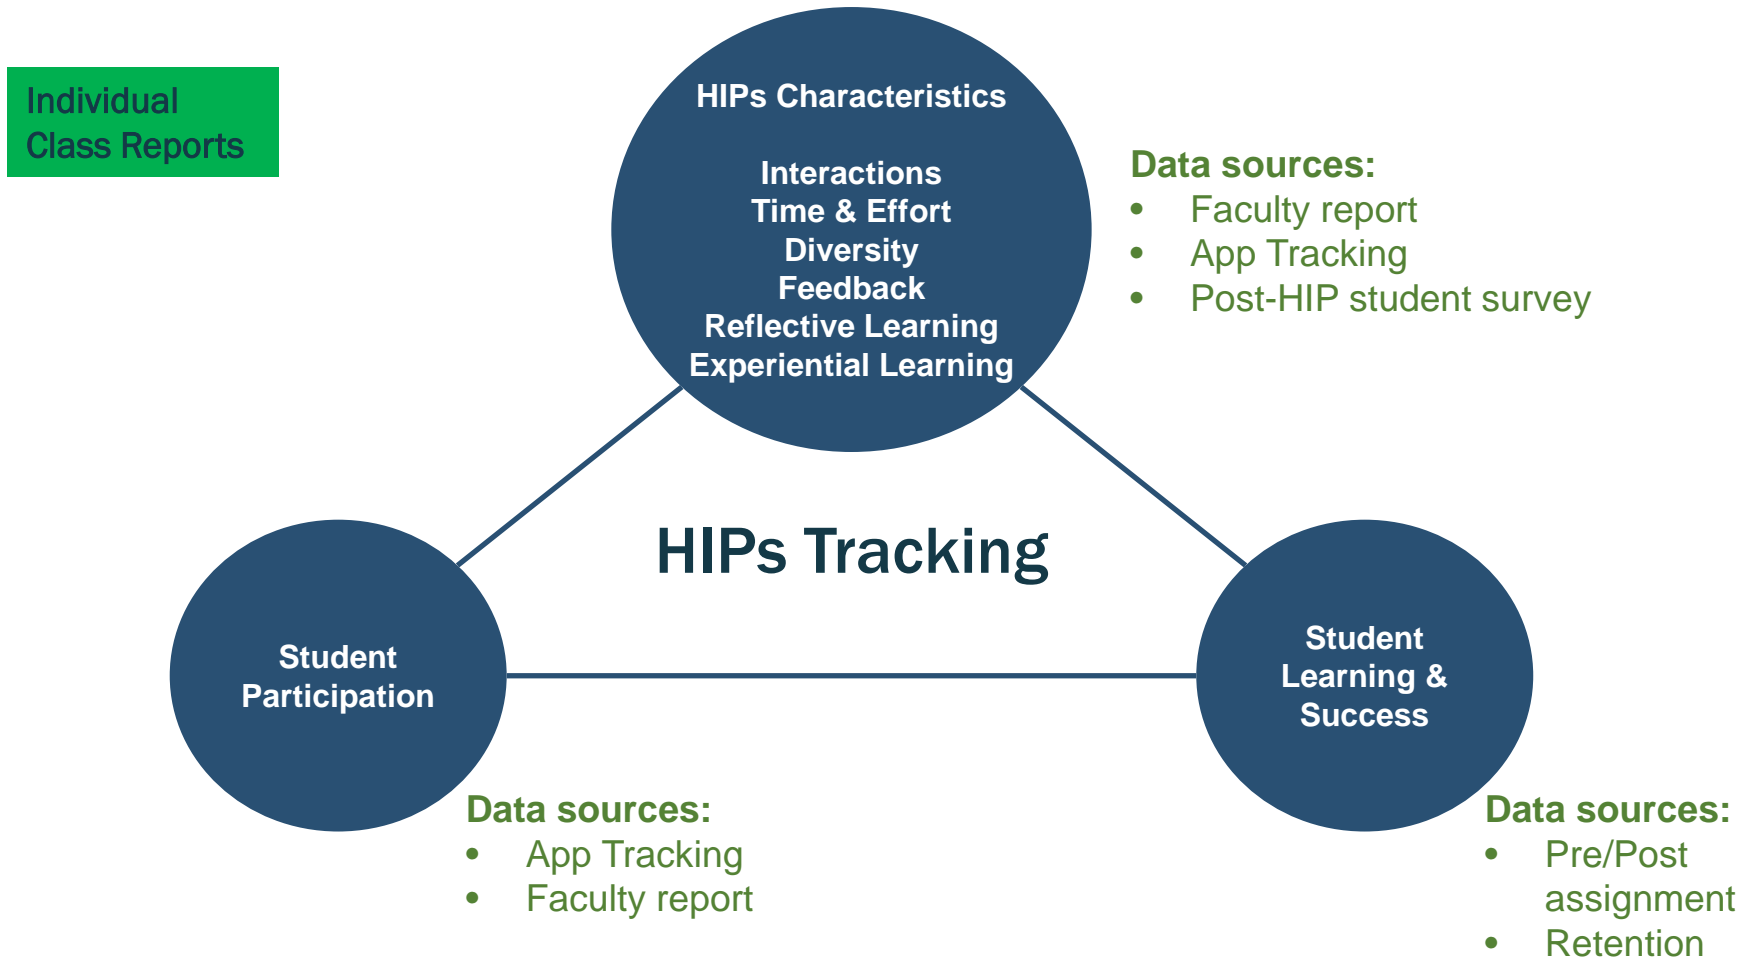 Individual
Class Reports
HIPs Characteristics
Interactions
Time & Effort
Diversity
Feedback
Reflective Learning
Experiential Learning
Data sources:
• Faculty report
• App Tracking
• Post-HIP student survey
HIPs Tracking
Student
Participation
Student
Learning &
Success
Data sources:
• App Tracking
• Faculty report
Data sources:
• Pre/Post
assignment
• Retention